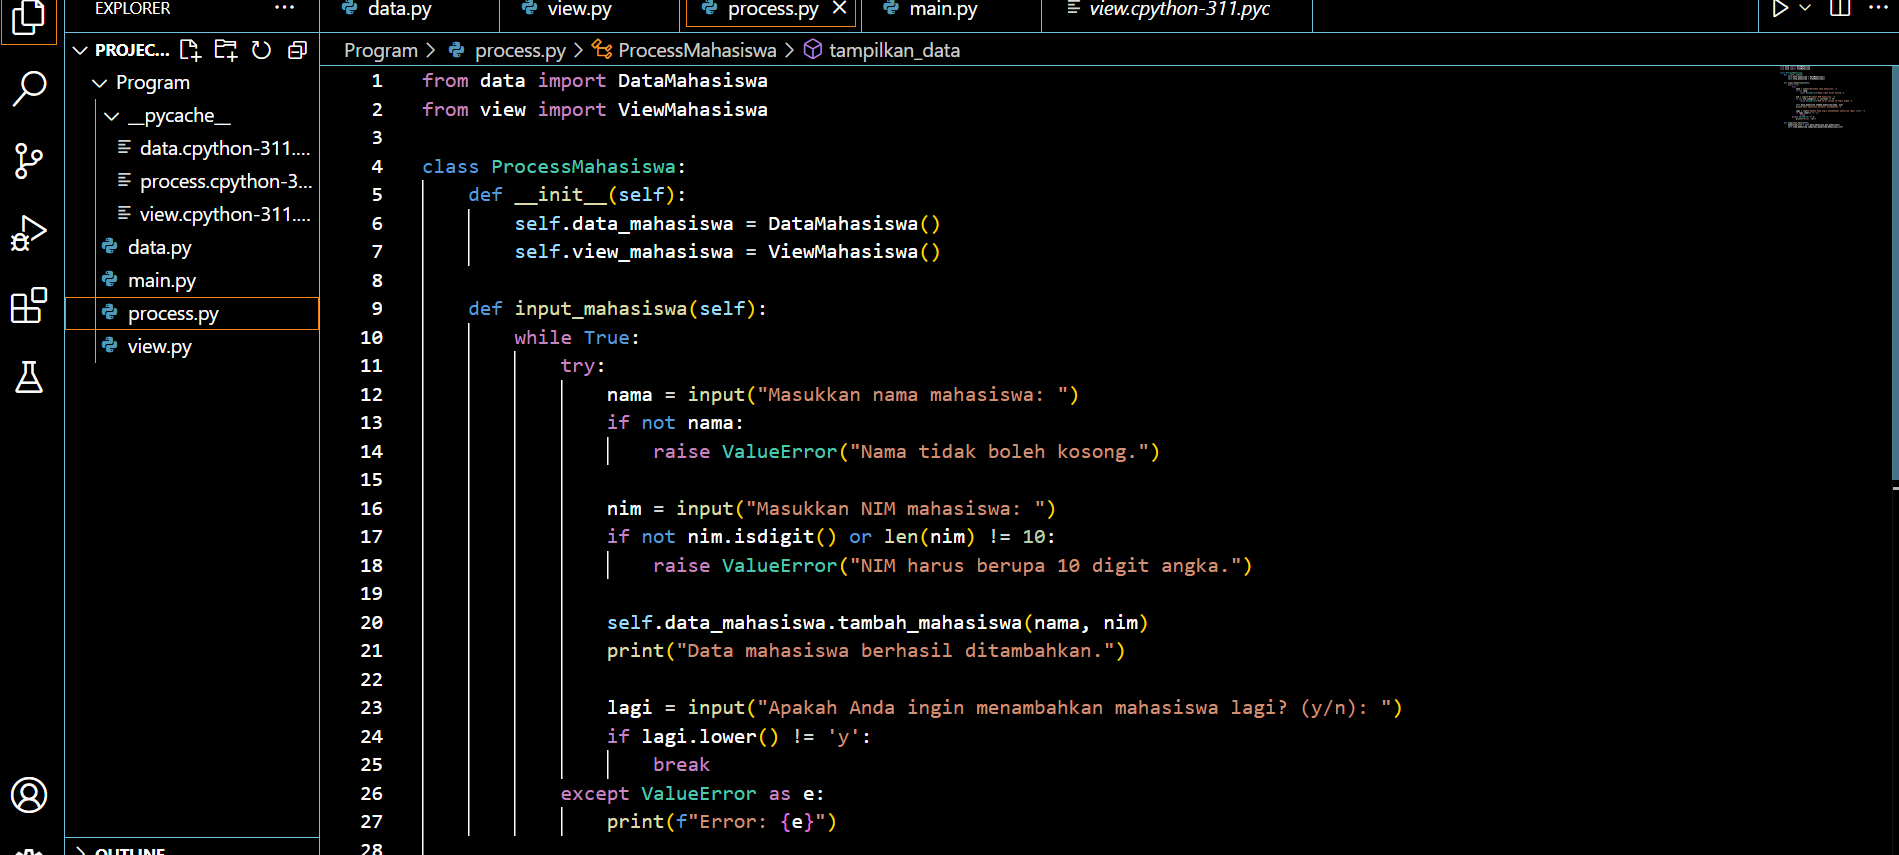 EXPLORER
data.py
view.py
process.py
main.py
view.cpython-311.pyc
PROJEC...
Program
__pycache__
data.cpython-311....
process.cpython-3...
view.cpython-311....
data.py
main.py
process.py
view.py
OUTLINE
Program > process.py > ProcessMahasiswa > tampilkan_data
1 from data import DataMahasiswa
2 from view import ViewMahasiswa
3
4 class ProcessMahasiswa:
5     def __init__(self):
6         self.data_mahasiswa = DataMahasiswa()
7         self.view_mahasiswa = ViewMahasiswa()
8
9     def input_mahasiswa(self):
10         while True:
11             try:
12                 nama = input("Masukkan nama mahasiswa: ")
13                 if not nama:
14                     raise ValueError("Nama tidak boleh kosong.")
15
16                 nim = input("Masukkan NIM mahasiswa: ")
17                 if not nim.isdigit() or len(nim) != 10:
18                     raise ValueError("NIM harus berupa 10 digit angka.")
19
20                 self.data_mahasiswa.tambah_mahasiswa(nama, nim)
21                 print("Data mahasiswa berhasil ditambahkan.")
22
23                 lagi = input("Apakah Anda ingin menambahkan mahasiswa lagi? (y/n): ")
24                 if lagi.lower() != 'y':
25                     break
26             except ValueError as e:
27                 print(f"Error: {e}")
28